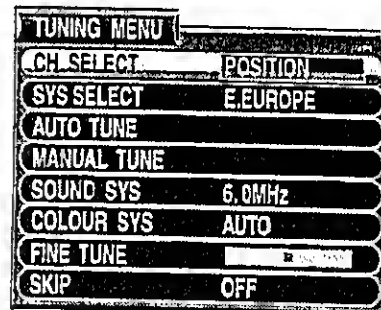 TUNING MENU
CH.SELECT POSITION
SYS SELECT E.EUROPE
AUTO TUNE
MANUAL TUNE
SOUND SYS 6.0MHz
COLOUR SYS AUTO
FINE TUNE
SKIP OFF